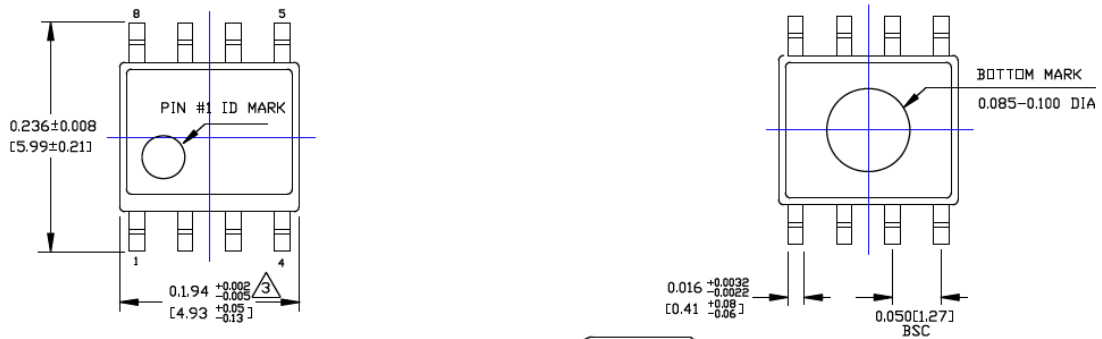 8 5
PIN #1 ID MARK
0.236±0.008
[5.99±0.21]
1 4
0.1.94 +0.002 -0.005 3
[4.93 +0.05 -0.13]
BOTTOM MARK
0.085-0.100 DIA
0.016 +0.0032 -0.0022
[0.41 +0.08 -0.06]
0.050[1.27]
BSC